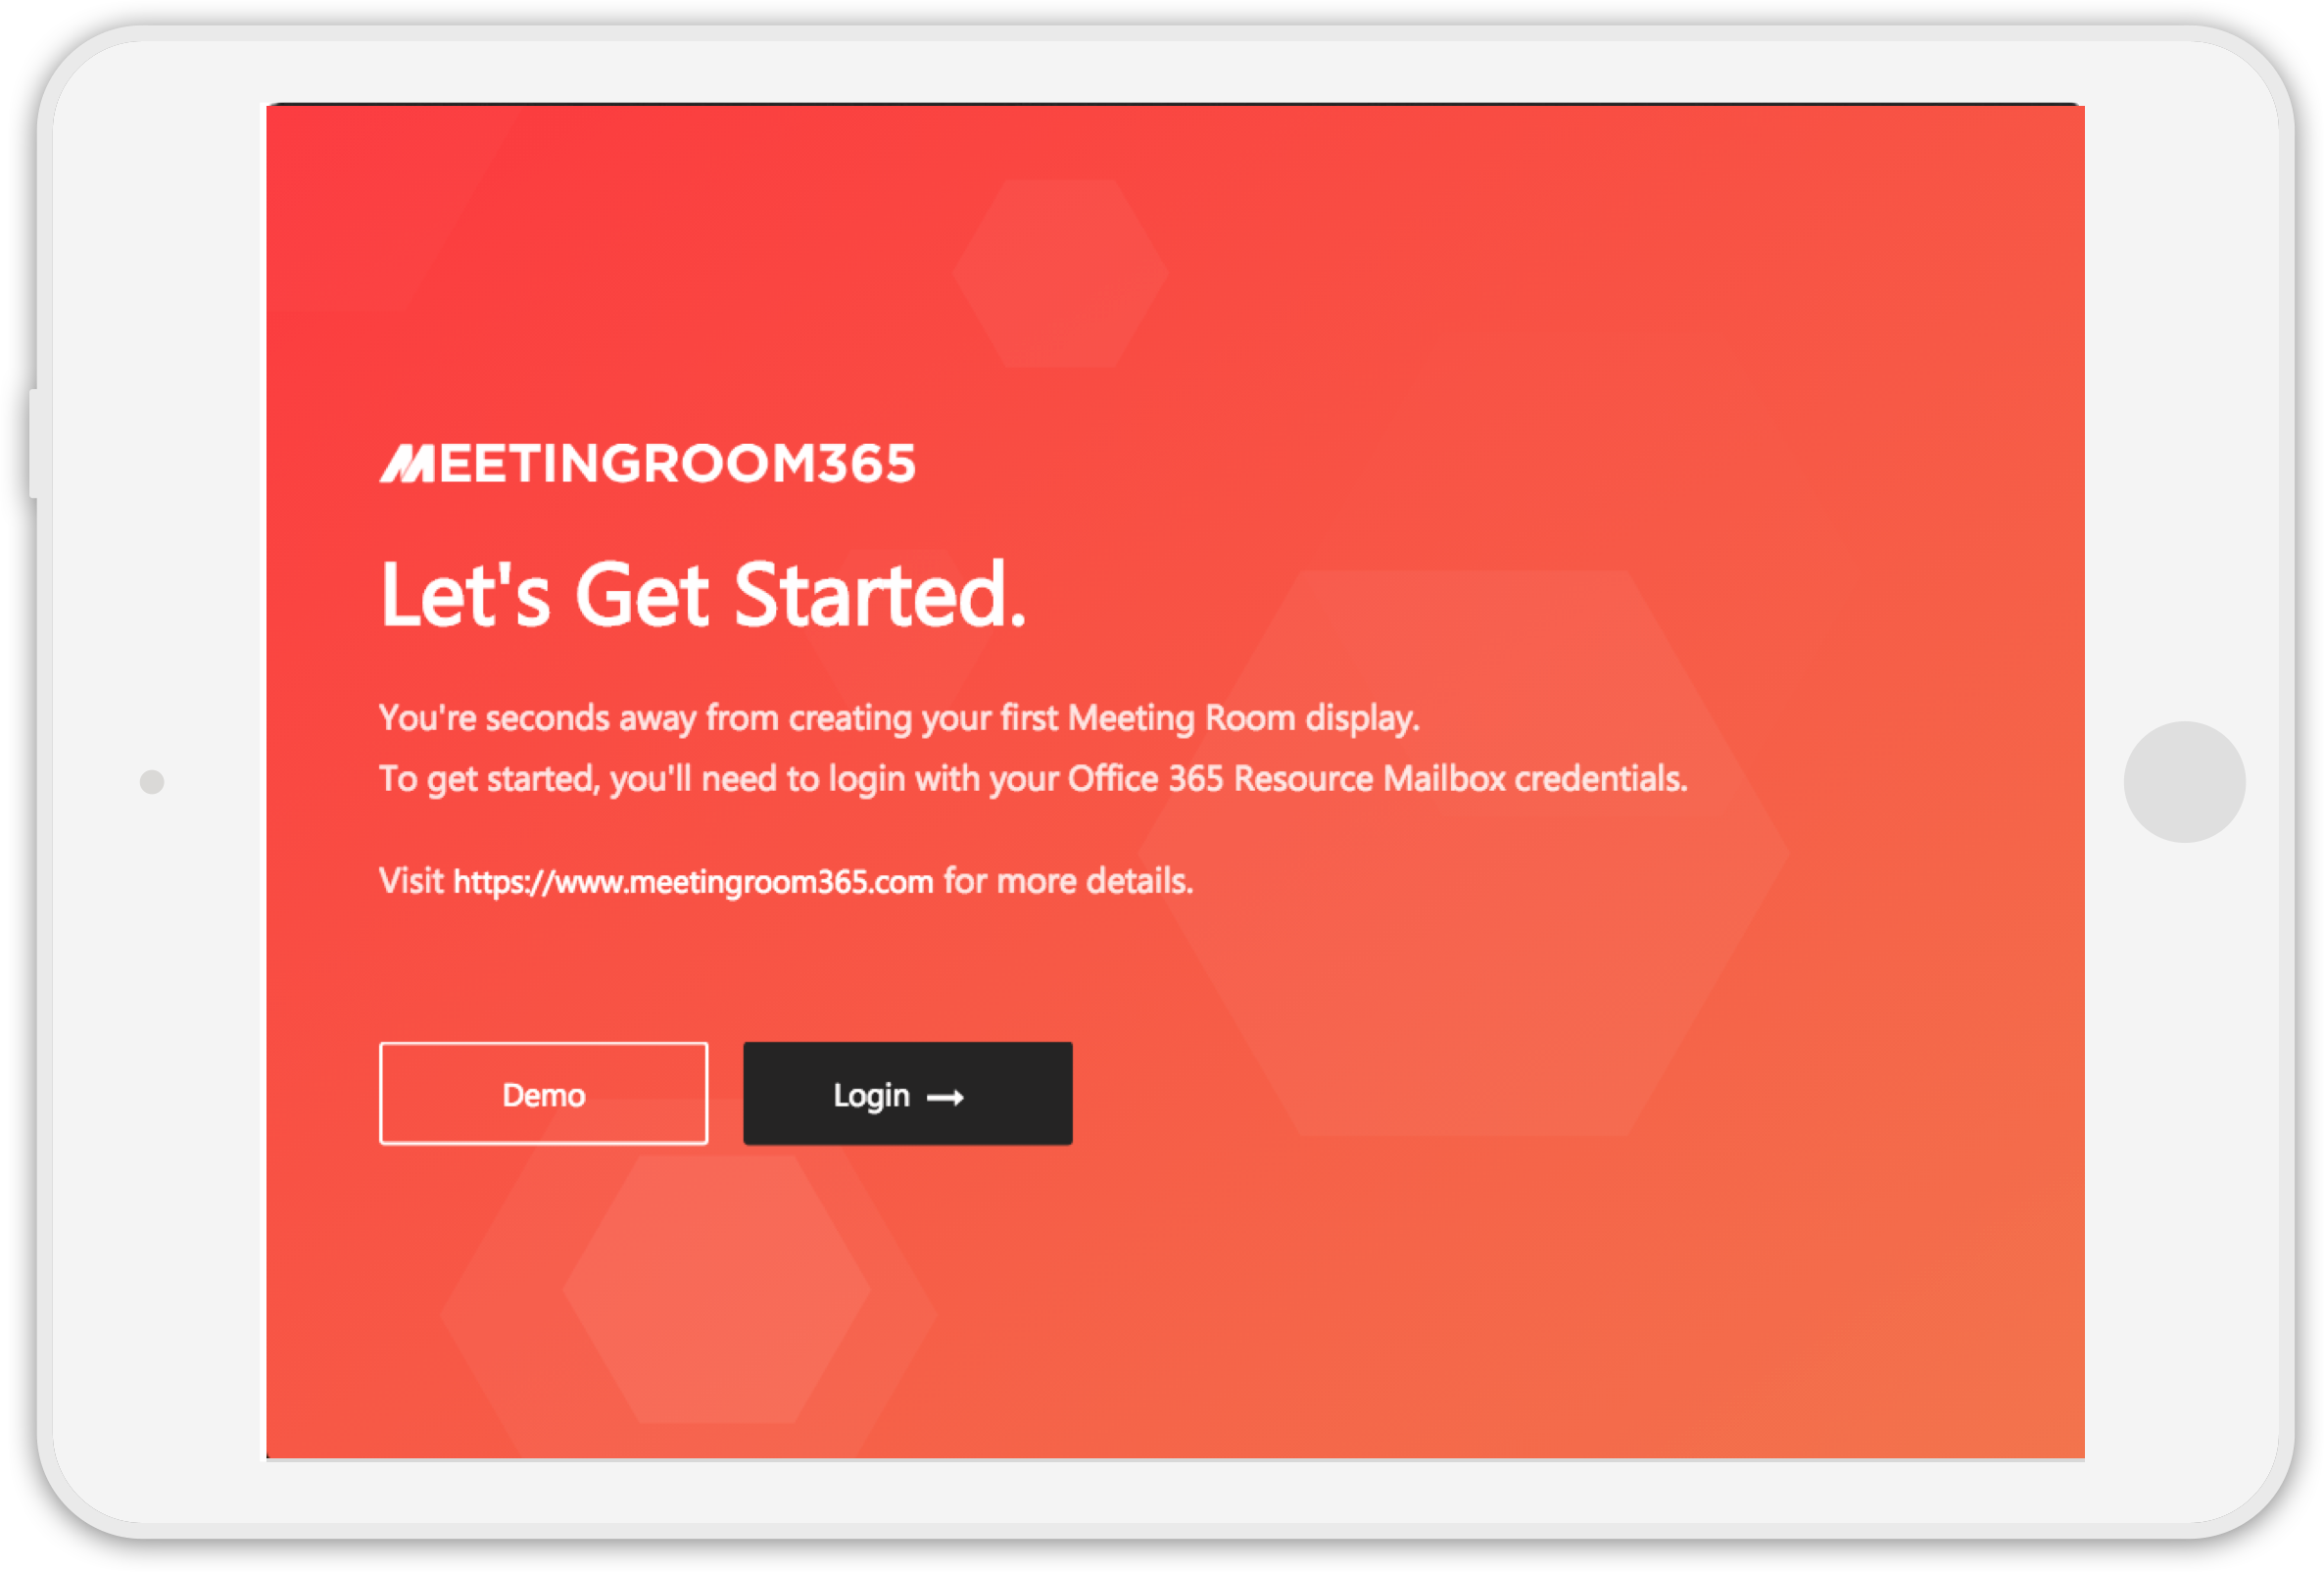 MEETINGROOM365
Let's Get Started.
You're seconds away from creating your first Meeting Room display.
To get started, you'll need to login with your Office 365 Resource Mailbox credentials.
Visit https://www.meetingroom365.com for more details.
Demo
Login →